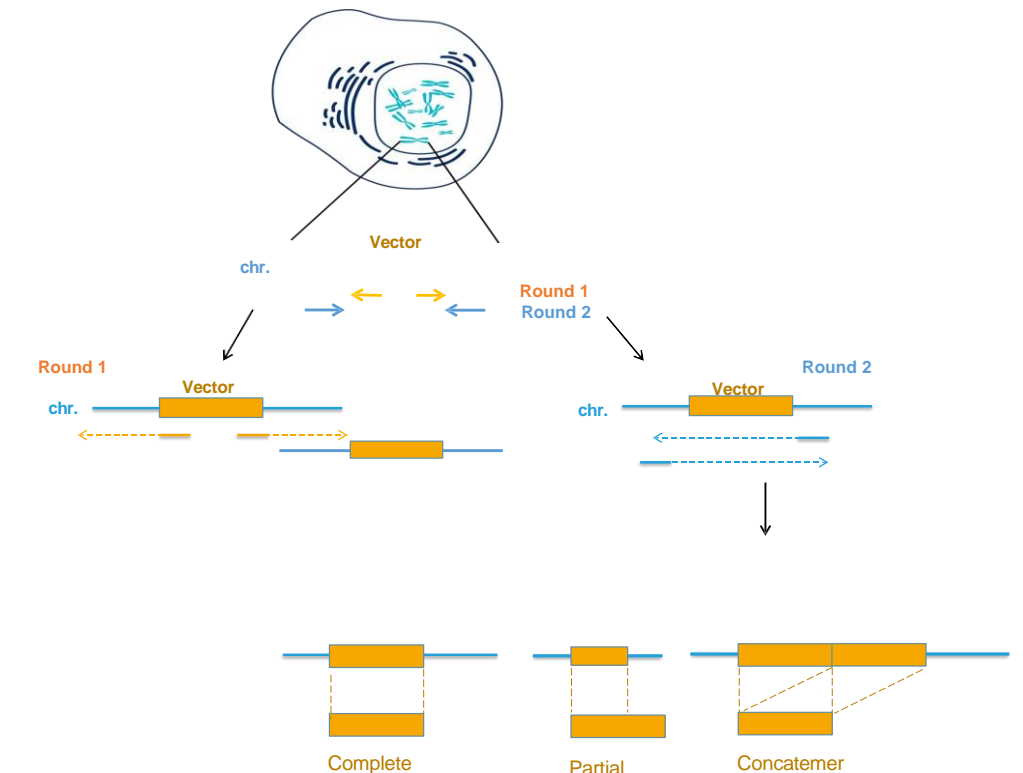 Vector
chr.
Round 1
Round 2
Round 1
Vector
chr.
Round 2
Vector
chr.
Complete
Partial
Concatemer